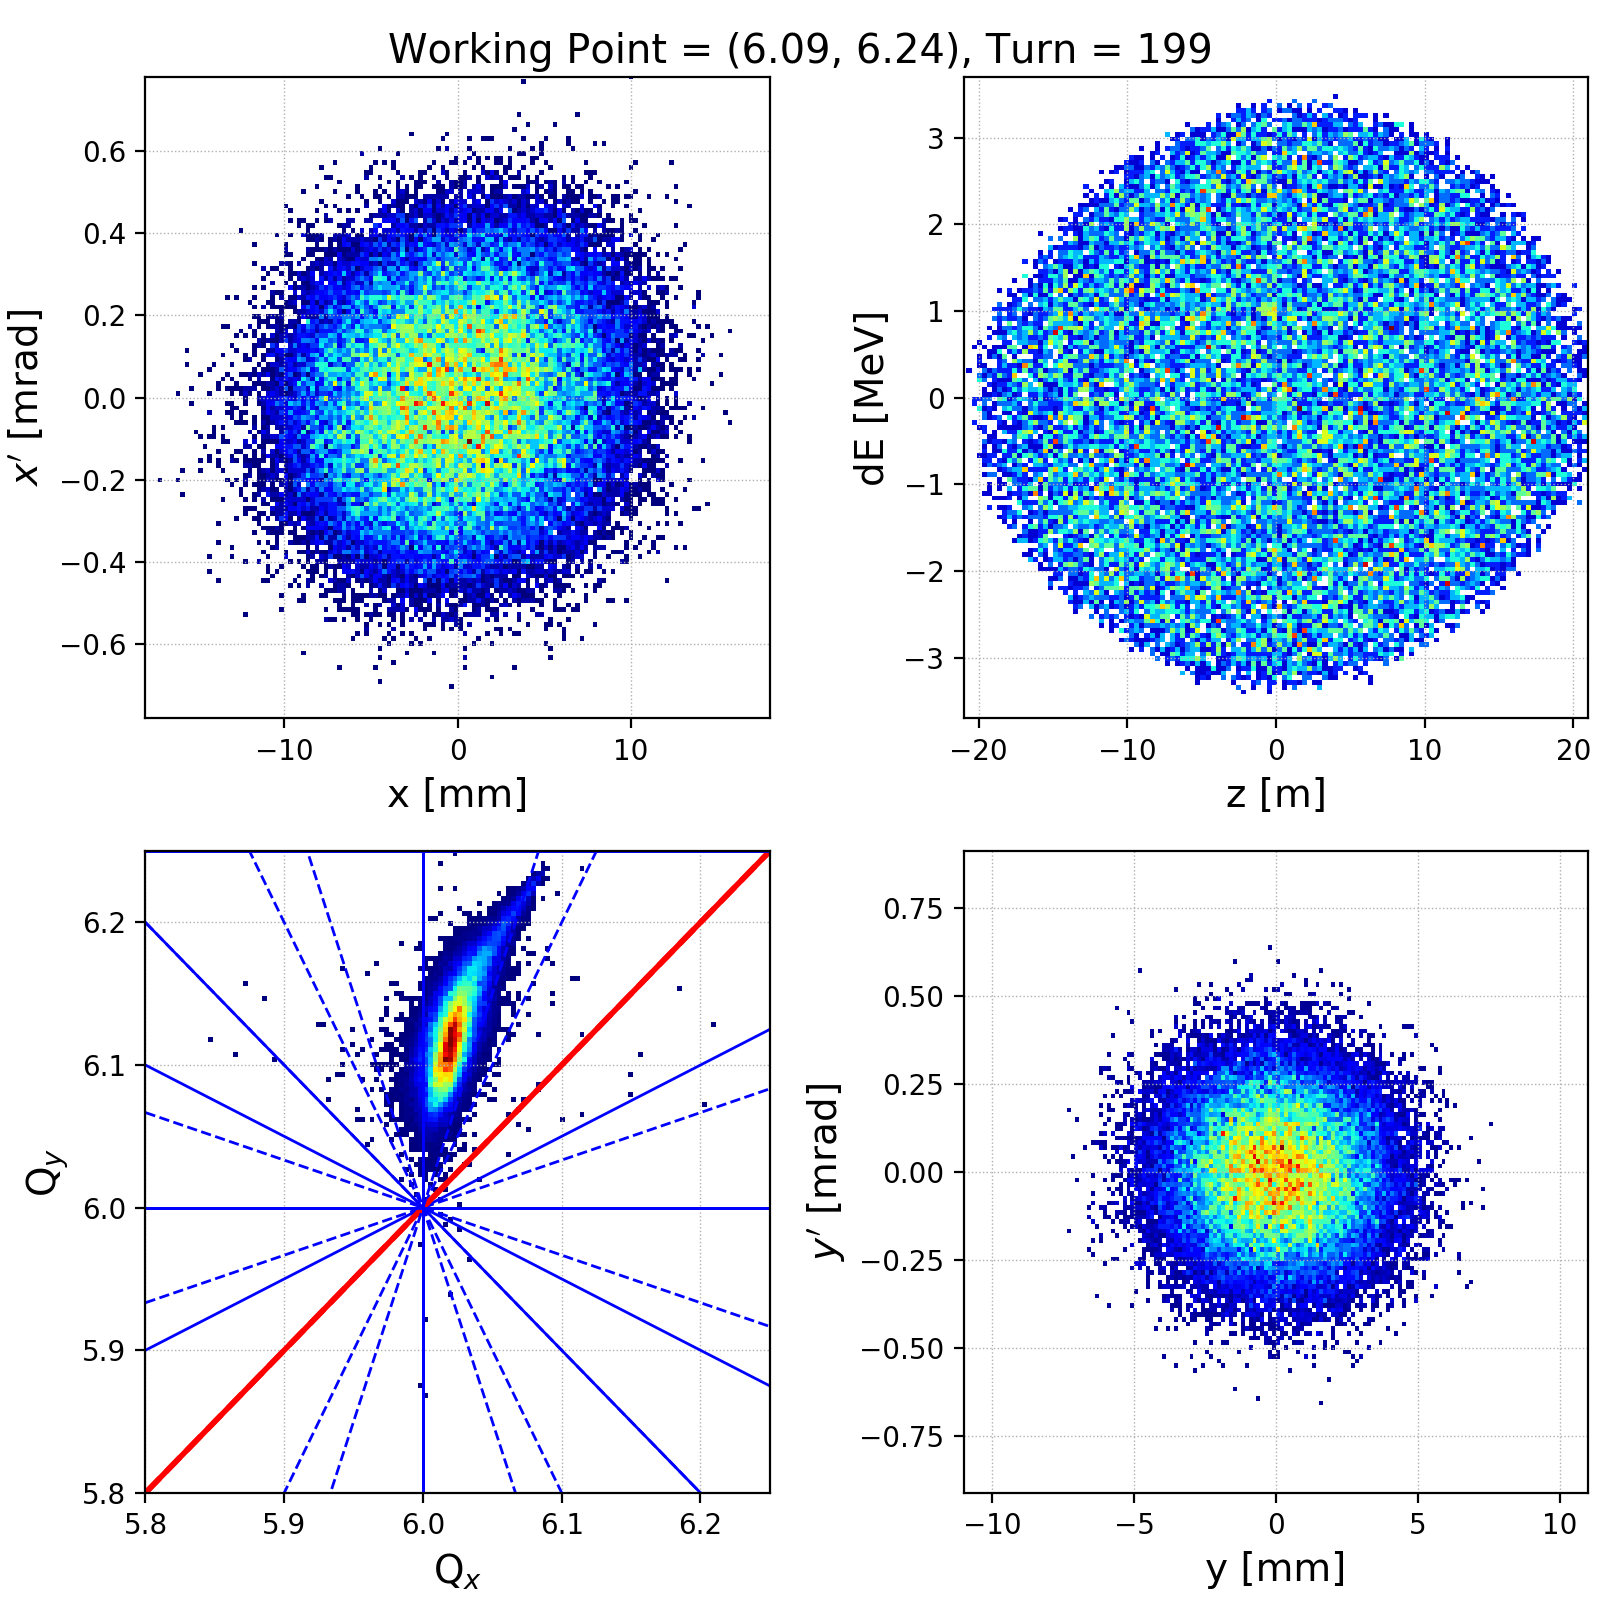 Working Point = (6.09, 6.24), Turn = 199
0.6
0.4
0.2
0.0
−0.2
−0.4
−0.6
x′ [mrad]
−10 0 10
x [mm]
3
2
1
0
−1
−2
−3
dE [MeV]
−20 −10 0 10 20
z [m]
6.2
6.1
6.0
5.9
5.8
Qy
5.8 5.9 6.0 6.1 6.2
Qx
0.75
0.50
0.25
0.00
−0.25
−0.50
−0.75
y′ [mrad]
−10 −5 0 5 10
y [mm]